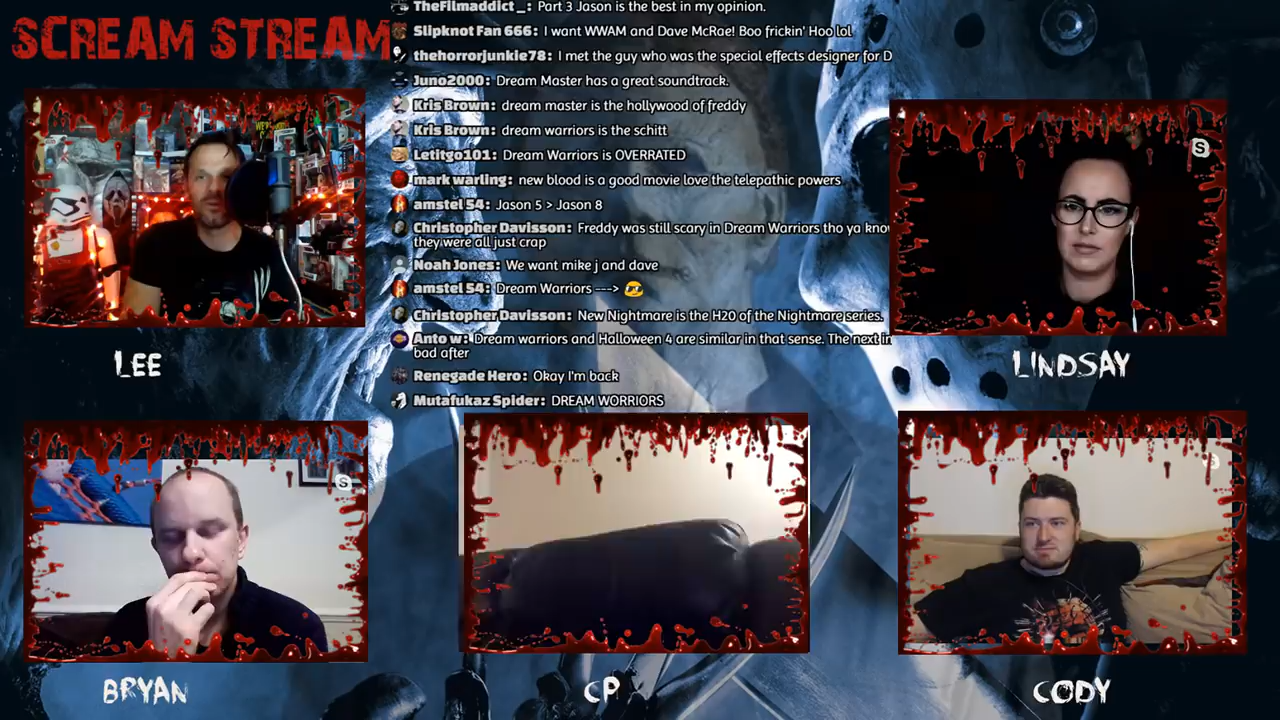 SCREAM STREAM
TheFilmaddict_: Part 3 Jason is the best in my opinion.
Slipknot Fan 666: I want WWAM and Dave McRae! Boo frickin' Hoo lol
thehorrorjunkie78: I met the guy who was the special effects designer for D
Juno2000: Dream Master has a great soundtrack.
Kris Brown: dream master is the hollywood of freddy
Kris Brown: dream warriors is the schitt
Letitgo101: Dream Warriors is OVERRATED
mark warling: new blood is a good movie love the telepathic powers
amstel 54: Jason 5 > Jason 8
Christopher Davisson: Freddy was still scary in Dream Warriors tho ya know
they were all just crap
Noah Jones: We want mike j and dave
amstel 54: Dream Warriors ---> 😎
Christopher Davisson: New Nightmare is the H20 of the Nightmare series.
Anto w: Dream warriors and Halloween 4 are similar in that sense. The next in
bad after
Renegade Hero: Okay I'm back
Mutafukaz Spider: DREAM WORRIORS
S
LEE
LINDSAY
S
S
BRYAN
CP
CODY